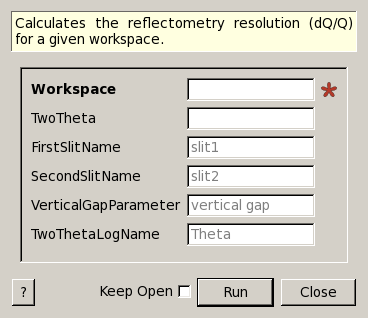 Calculates the reflectometry resolution (dQ/Q)
for a given workspace.
Workspace
TwoTheta
FirstSlitName slit1
SecondSlitName slit2
VerticalGapParameter vertical gap
TwoThetaLogName Theta
? Keep Open Run Close